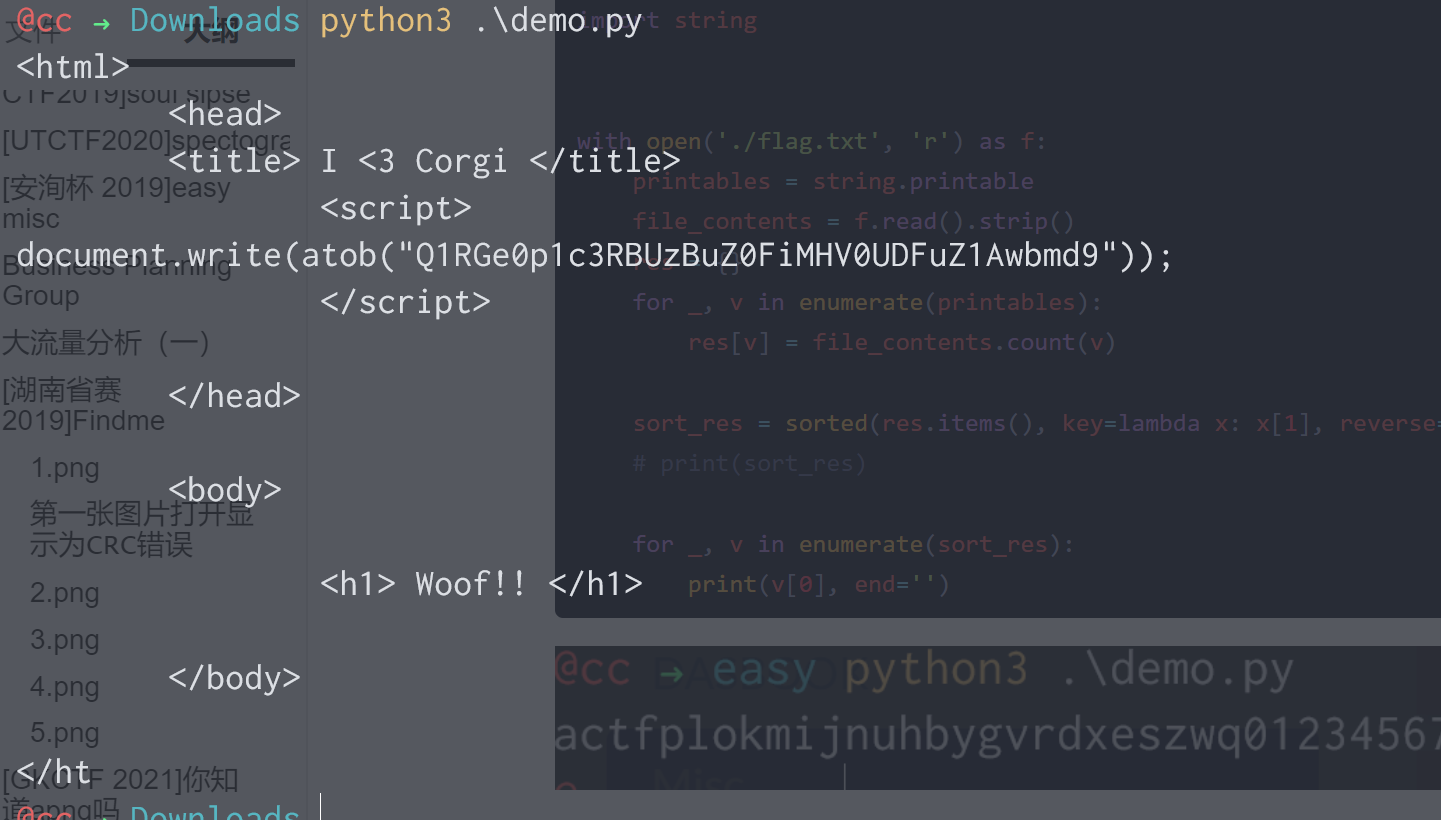 @cc → Downloads python3 .\demo.py
<html>
<head>
<title> I <3 Corgi </title>
<script>
document.write(atob("Q1RGe0p1c3RBUzBuZ0FiMHV0UDFuZ1Awbmd9"));
</script>
</head>
<body>
<h1> Woof!! </h1>
</body>
</ht
@cc → Downloads
文件
大纲
CTF2019]soul sipse
[UTCTF2020]spectogra
[安洵杯 2019]easy
misc
Business Planning
Group
大流量分析（一）
[湖南省赛
2019]Findme
1.png
第一张图片打开显
示为CRC错误
2.png
3.png
4.png
5.png
[GKCTF 2021]你知
道apng吗
import string
with open('./flag.txt', 'r') as f:
printables = string.printable
file_contents = f.read().strip()
res = {}
for _, v in enumerate(printables):
res[v] = file_contents.count(v)
sort_res = sorted(res.items(), key=lambda x: x[1], reverse=
# print(sort_res)
for _, v in enumerate(sort_res):
print(v[0], end='')
@cc → easy python3 .\demo.py
actfplokmijnuhbygvrdxeszwq01234567
Misc